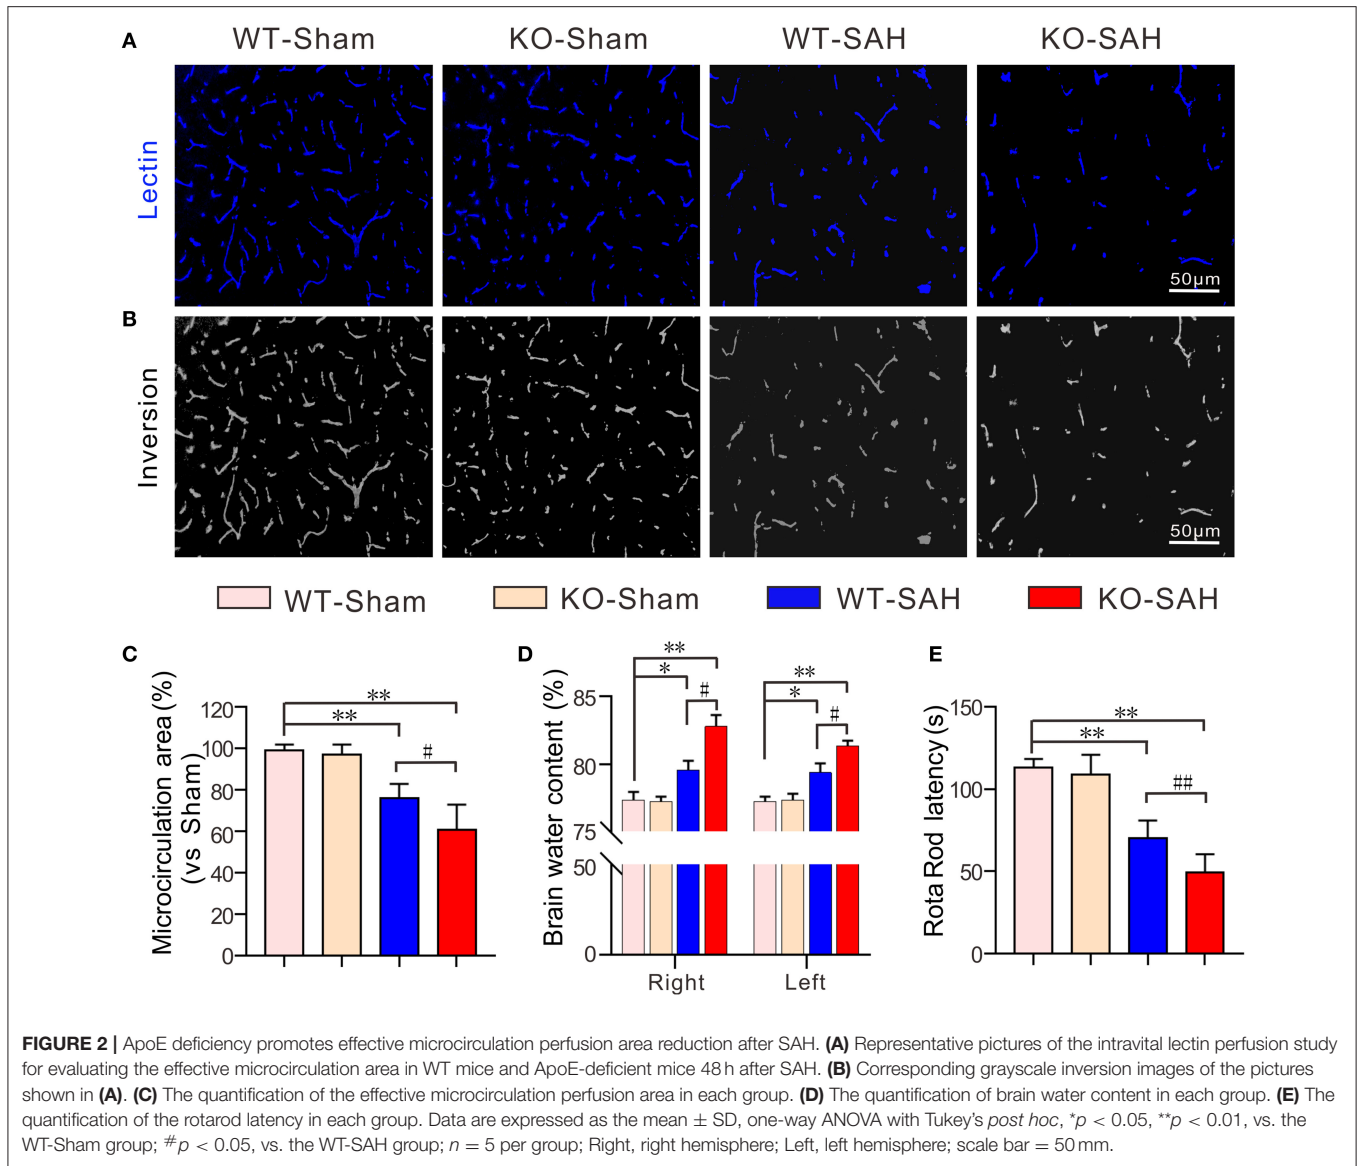 A
WT-Sham
KO-Sham
WT-SAH
KO-SAH
Lectin
50μm
B
Inversion
50μm
WT-Sham
KO-Sham
WT-SAH
KO-SAH
C
Microcirculation area (%)
(vs Sham)
120
100
80
60
40
20
0
**
**
#
D
Brain water content (%)
85
80
75
50
0
**
*
#
**
*
#
Right
Left
E
Rota Rod latency (s)
150
100
50
0
**
**
##
FIGURE 2 | ApoE deficiency promotes effective microcirculation perfusion area reduction after SAH. (A) Representative pictures of the intravital lectin perfusion study
for evaluating the effective microcirculation area in WT mice and ApoE-deficient mice 48 h after SAH. (B) Corresponding grayscale inversion images of the pictures
shown in (A). (C) The quantification of the effective microcirculation perfusion area in each group. (D) The quantification of brain water content in each group. (E) The
quantification of the rotarod latency in each group. Data are expressed as the mean ± SD, one-way ANOVA with Tukey's post hoc, *p < 0.05, **p < 0.01, vs. the
WT-Sham group; #p < 0.05, vs. the WT-SAH group; n = 5 per group; Right, right hemisphere; Left, left hemisphere; scale bar = 50 mm.